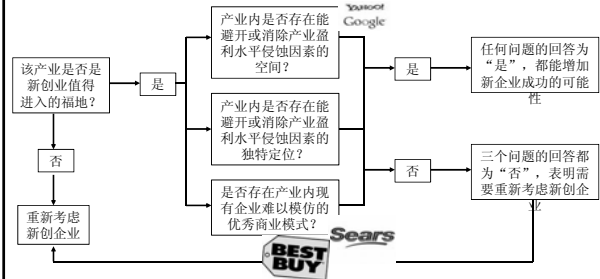 YAHOO!
Google
产业内是否存在能
避开或消除产业盈
利水平侵蚀因素的
空间？
该产业是否是
新创业值得
进入的福地？
是
产业内是否存在能
避开或消除产业盈
利水平侵蚀因素的
独特定位？
是否存在产业内现
有企业难以模仿的
优秀商业模式？
是
任何问题的回答为
“是”，都能增加
新企业成功的可能
性
否
三个问题的回答都
为“否”，表明需
要重新考虑新创企
业
否
重新考虑
新创企业
Sears
BEST
BUY